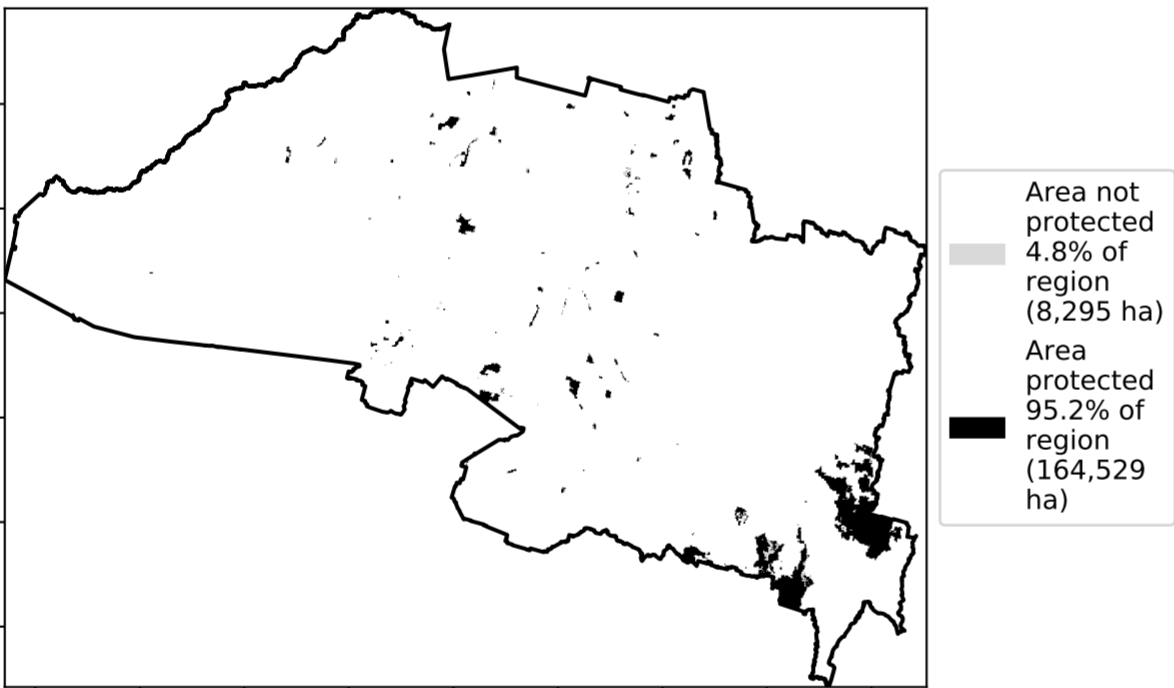 Area not
protected
4.8% of
region
(8,295 ha)
Area
protected
95.2% of
region
(164,529
ha)